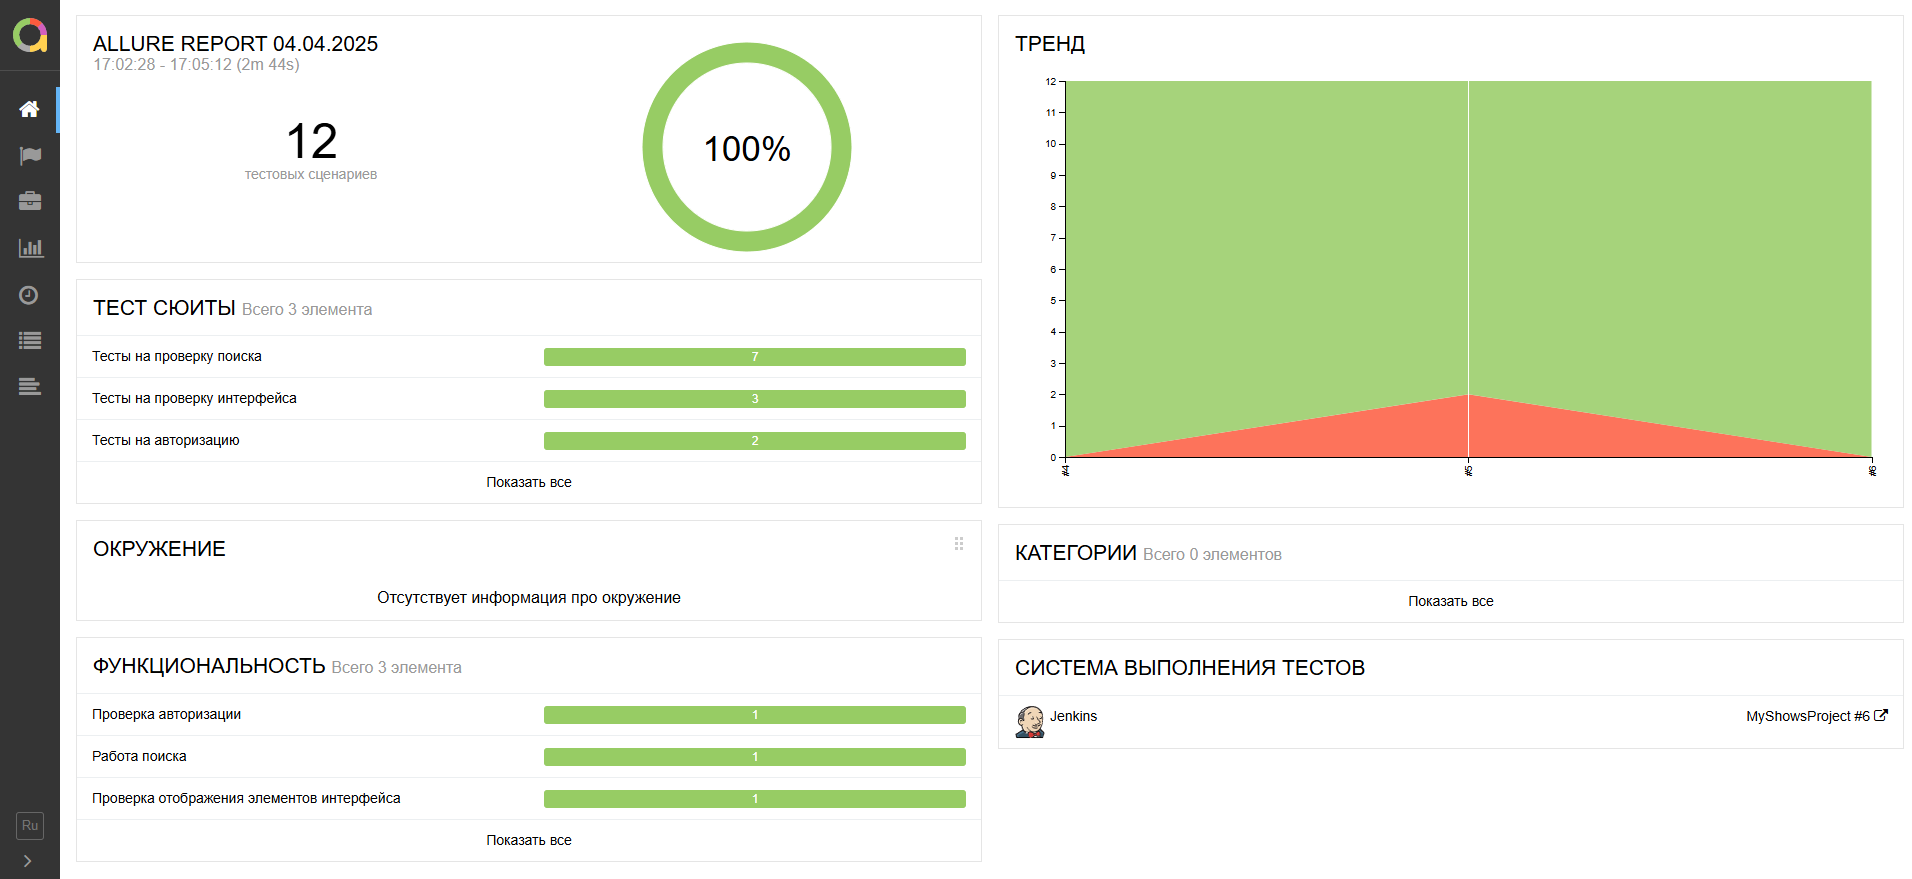 ALLURE REPORT 04.04.2025
17:02:28 - 17:05:12 (2m 44s)
12
тестовых сценариев
100%
ТЕСТ СЮИТЫ Всего 3 элемента
Тесты на проверку поиска 7
Тесты на проверку интерфейса 3
Тесты на авторизацию 2
Показать все
ОКРУЖЕНИЕ
Отсутствует информация про окружение
ФУНКЦИОНАЛЬНОСТЬ Всего 3 элемента
Проверка авторизации 1
Работа поиска 1
Проверка отображения элементов интерфейса 1
Показать все
ТРЕНД
12
11
10
9
8
7
6
5
4
3
2
1
0
#4 #5 #6
КАТЕГОРИИ Всего 0 элементов
Показать все
СИСТЕМА ВЫПОЛНЕНИЯ ТЕСТОВ
Jenkins MyShowsProject #6
Ru